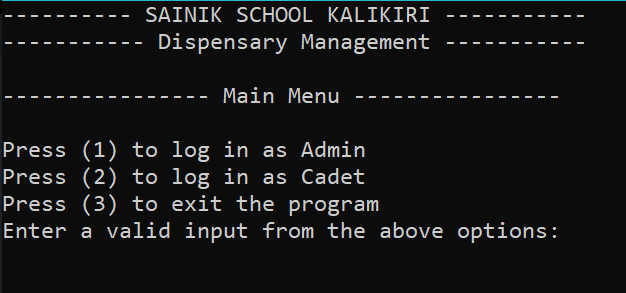 ---------- SAINIK SCHOOL KALIKIRI -----------
----------- Dispensary Management -----------
---------------- Main Menu ----------------
Press (1) to log in as Admin
Press (2) to log in as Cadet
Press (3) to exit the program
Enter a valid input from the above options: